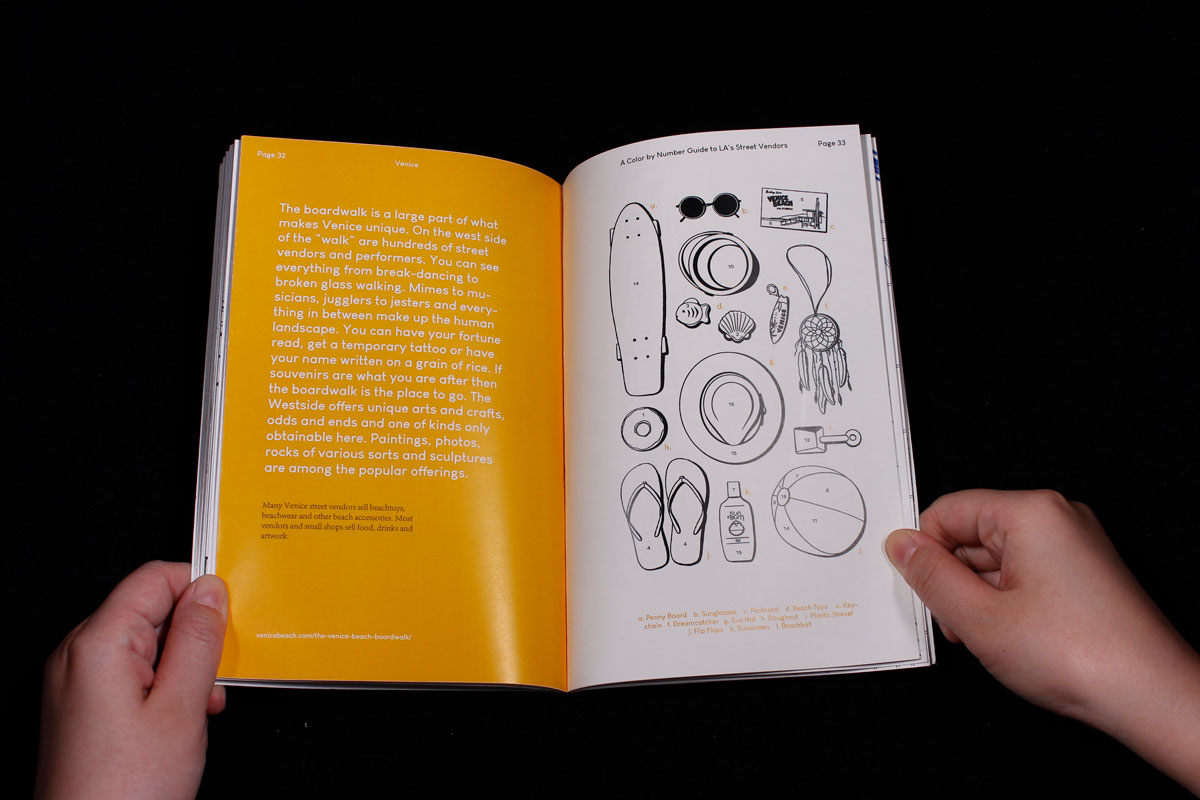 Page 32
Venice
The boardwalk is a large part of what
makes Venice unique. On the west side
of the "walk" are hundreds of street
vendors and performers. You can see
everything from break-dancing to
broken glass walking. Mimes to mu-
sicians, jugglers to jesters and every-
thing in between make up the human
landscape. You can have your fortune
read, get a temporary tattoo or have
your name written on a grain of rice. If
souvenirs are what you are after then
the boardwalk is the place to go. The
Westside offers unique arts and crafts,
odds and ends and one of kinds only
obtainable here. Paintings, photos,
rocks of various sorts and sculptures
are among the popular offerings.
Many Venice street vendors sell beachtoys,
beachwear and other beach accessories. Most
vendors and small shops sell food, drinks and
artwork.
venicebeach.com/the-venice-beach-boardwalk/
A Color by Number Guide to LA's Street Vendors
Page 33
a.
b.
VENICE
BEACH
5
c.
10
14
d.
e.
f.
g.
15
15
1
h.
i.
12
4
4
j.
7
k.
sun
15
7
9
14
11
l.
a. Penny Board b. Sunglasses c. Postcard d. Beach Toys e. Key-
chain f. Dreamcatcher g. Sun Hat h. Doughnut i. Plastic Shovel
j. Flip Flops k. Sunscreen l. Beachball